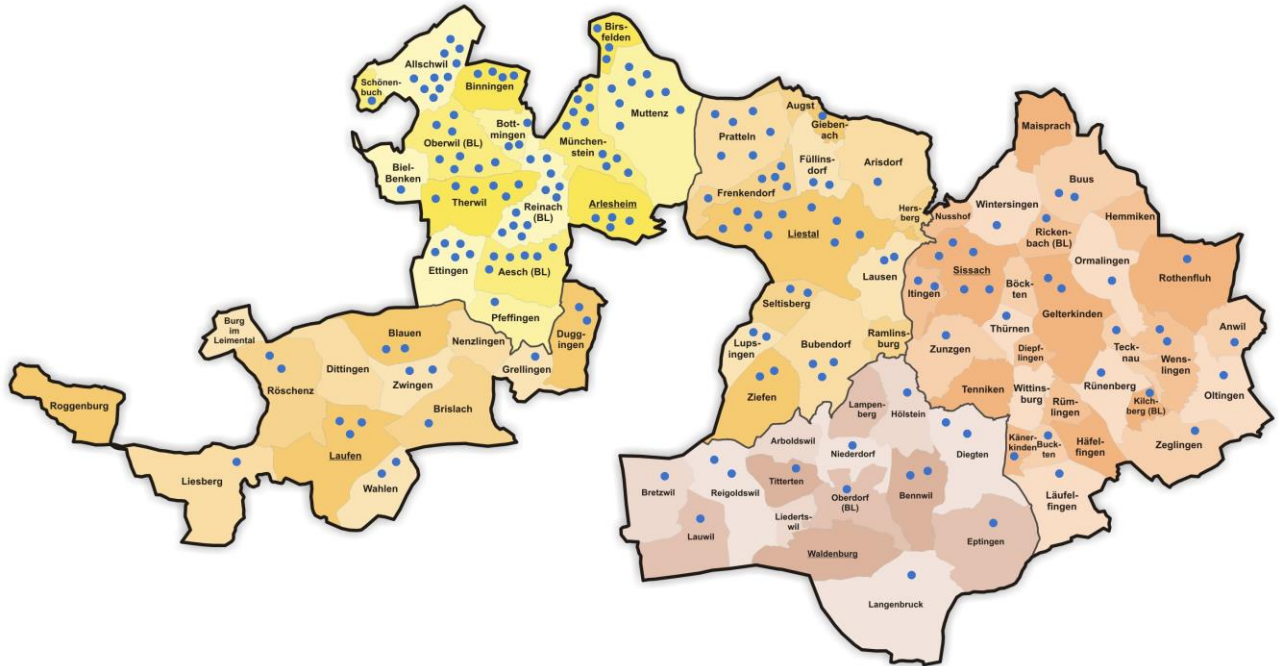 Birs-
felden
Allschwil
Schönen-
buch
Binningen
Muttenz
Bott-
mingen
Oberwil (BL)
München-
stein
Biel-
Benken
Therwil
Reinach
(BL)
Arlesheim
Ettingen
Aesch (BL)
Pfeffingen
Augst
Gieben-
ach
Pratteln
Füllins-
dorf
Arisdorf
Frenkendorf
Hers-
berg
Liestal
Lausen
Seltisberg
Lups-
ingen
Bubendorf
Ramlins-
burg
Ziefen
Maisprach
Buus
Wintersingen
Nusshof
Hemmiken
Ricken-
bach (BL)
Ormalingen
Rothenfluh
Sissach
Itingen
Böck-
ten
Gelterkinden
Thürnen
Anwil
Zunzgen
Diepf-
lingen
Teck-
nau
Wens-
lingen
Rünenberg
Oltingen
Tenniken
Wittins-
burg
Rüm-
lingen
Kilch-
berg (BL)
Käner-
kinden
Buck-
ten
Häfel-
fingen
Zeglingen
Läufel-
fingen
Burg
im
Leimental
Blauen
Nenzlingen
Dugg-
ingen
Dittingen
Grellingen
Röschenz
Zwingen
Roggenburg
Brislach
Laufen
Liesberg
Wahlen
Lampen-
berg
Hölstein
Arboldswil
Niederdorf
Diegten
Bretzwil
Reigoldswil
Titterten
Oberdorf
(BL)
Bennwil
Liederts-
wil
Lauwil
Waldenburg
Eptingen
Langenbruck